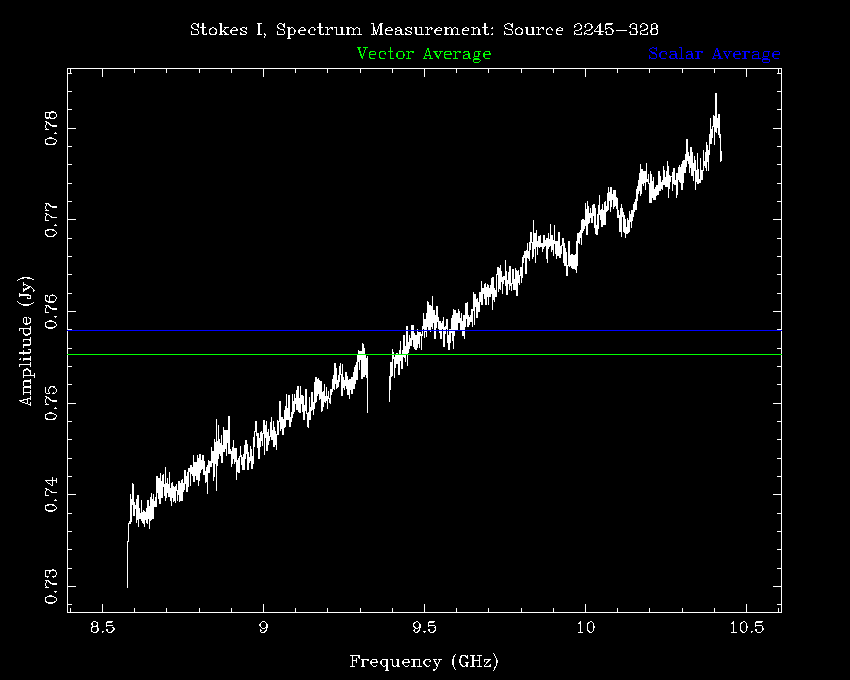 Stokes I, Spectrum Measurement: Source 2245-328
Vector Average Scalar Average
0.78
0.77
0.76
0.75
0.74
0.73
Amplitude (Jy)
8.5 9 9.5 10 10.5
Frequency (GHz)